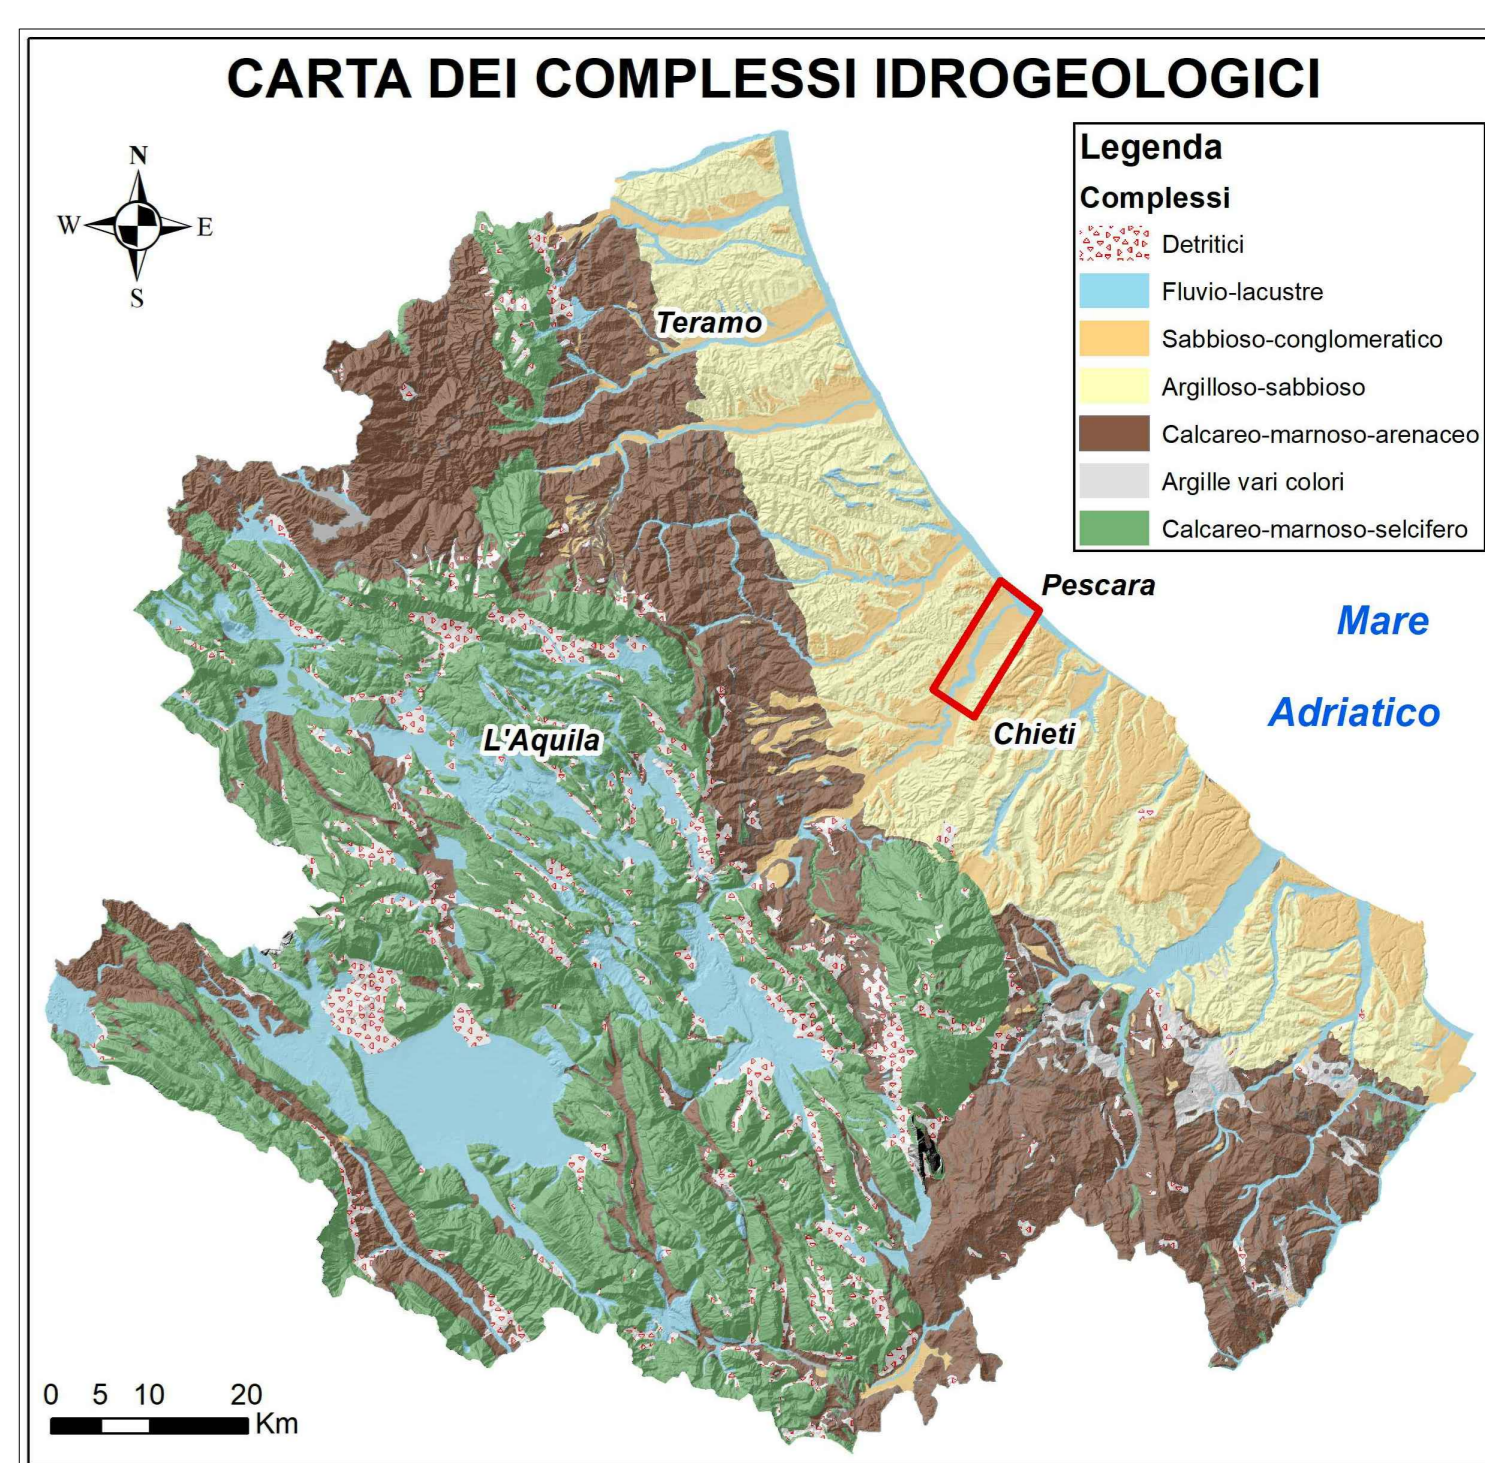 CARTA DEI COMPLESSI IDROGEOLOGICI
N
W
E
S
Legenda
Complessi
Detritici
Fluvio-lacustre
Sabbioso-conglomeratico
Argilloso-sabbioso
Calcareo-marnoso-arenaceo
Argille vari colori
Calcareo-marnoso-selcifero
Teramo
Pescara
Mare
Adriatico
L'Aquila
Chieti
0 5 10 20
Km